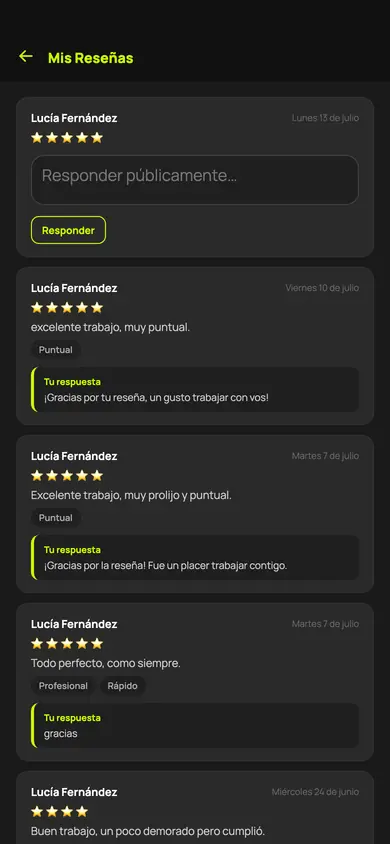 Mis Reseñas
Lucía Fernández
Lunes 13 de julio
Responder públicamente...
Responder
Lucía Fernández
Viernes 10 de julio
excelente trabajo, muy puntual.
Puntual
Tu respuesta
¡Gracias por tu reseña, un gusto trabajar con vos!
Lucía Fernández
Martes 7 de julio
Excelente trabajo, muy prolijo y puntual.
Puntual
Tu respuesta
¡Gracias por la reseña! Fue un placer trabajar contigo.
Lucía Fernández
Martes 7 de julio
Todo perfecto, como siempre.
Profesional Rápido
Tu respuesta
gracias
Lucía Fernández
Miércoles 24 de junio
Buen trabajo, un poco demorado pero cumplió.